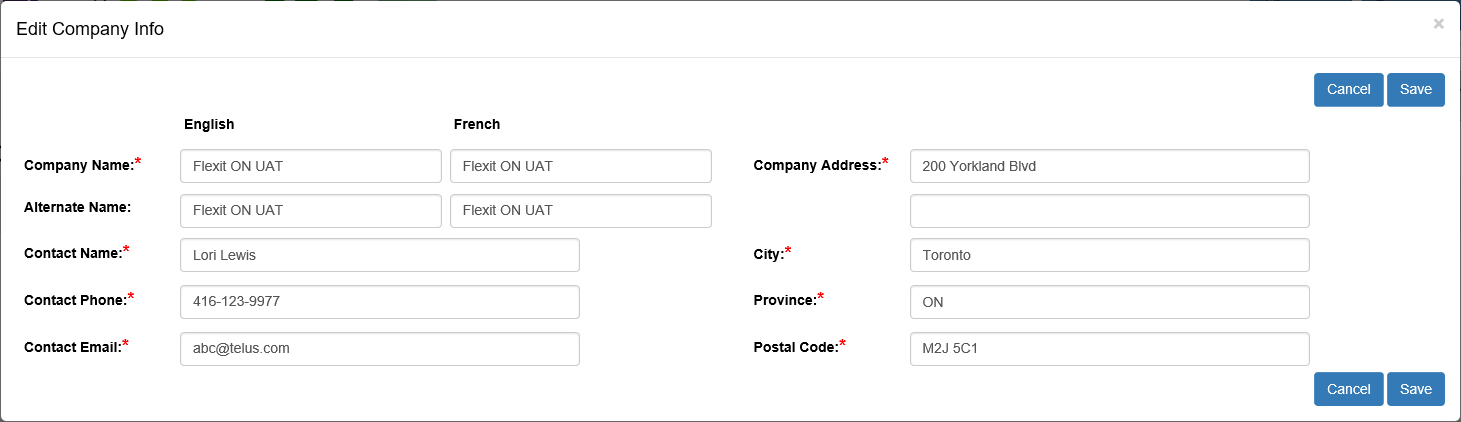 Edit Company Info ×
Cancel Save
English French
Company Name:* Flexit ON UAT Flexit ON UAT Company Address:* 200 Yorkland Blvd
Alternate Name: Flexit ON UAT Flexit ON UAT
Contact Name:* Lori Lewis City:* Toronto
Contact Phone:* 416-123-9977 Province:* ON
Contact Email:* abc@telus.com Postal Code:* M2J 5C1
Cancel Save